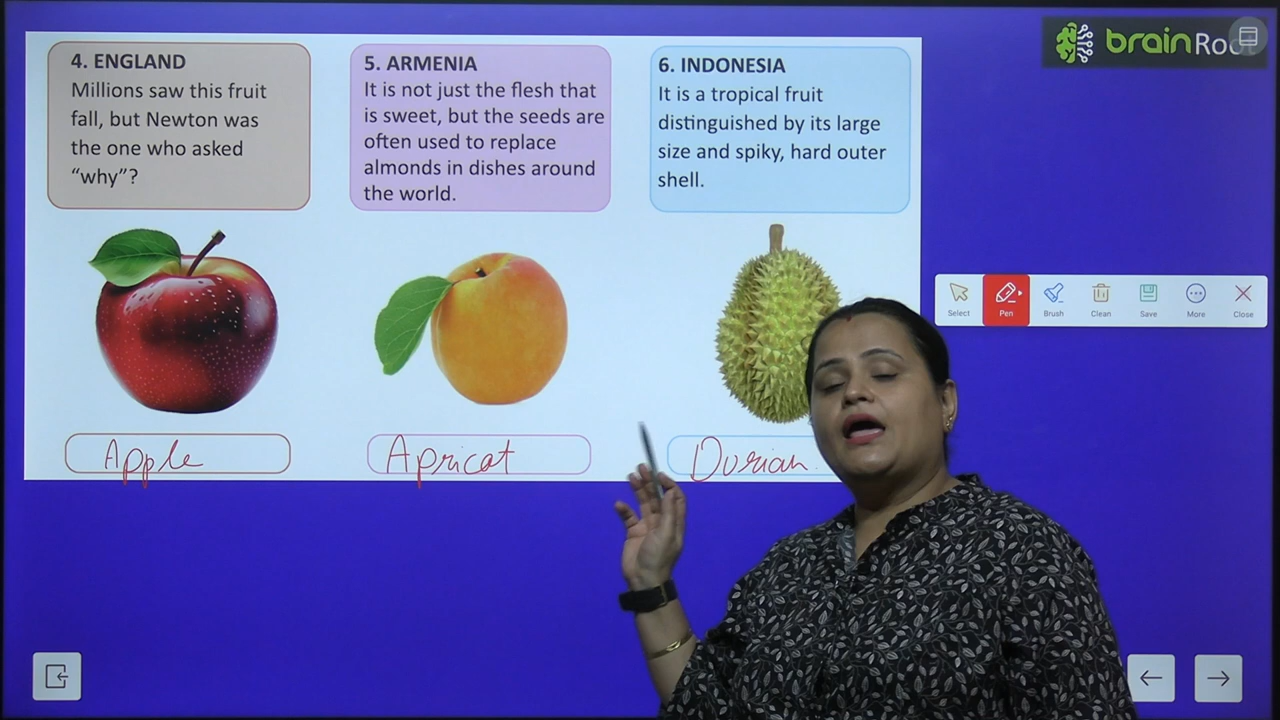 4. ENGLAND
Millions saw this fruit
fall, but Newton was
the one who asked
“why”?
5. ARMENIA
It is not just the flesh that
is sweet, but the seeds are
often used to replace
almonds in dishes around
the world.
6. INDONESIA
It is a tropical fruit
distinguished by its large
size and spiky, hard outer
shell.
Apple
Apricot
Durian.
brainRoot
Select
Pen
Brush
Clean
Save
More
Close